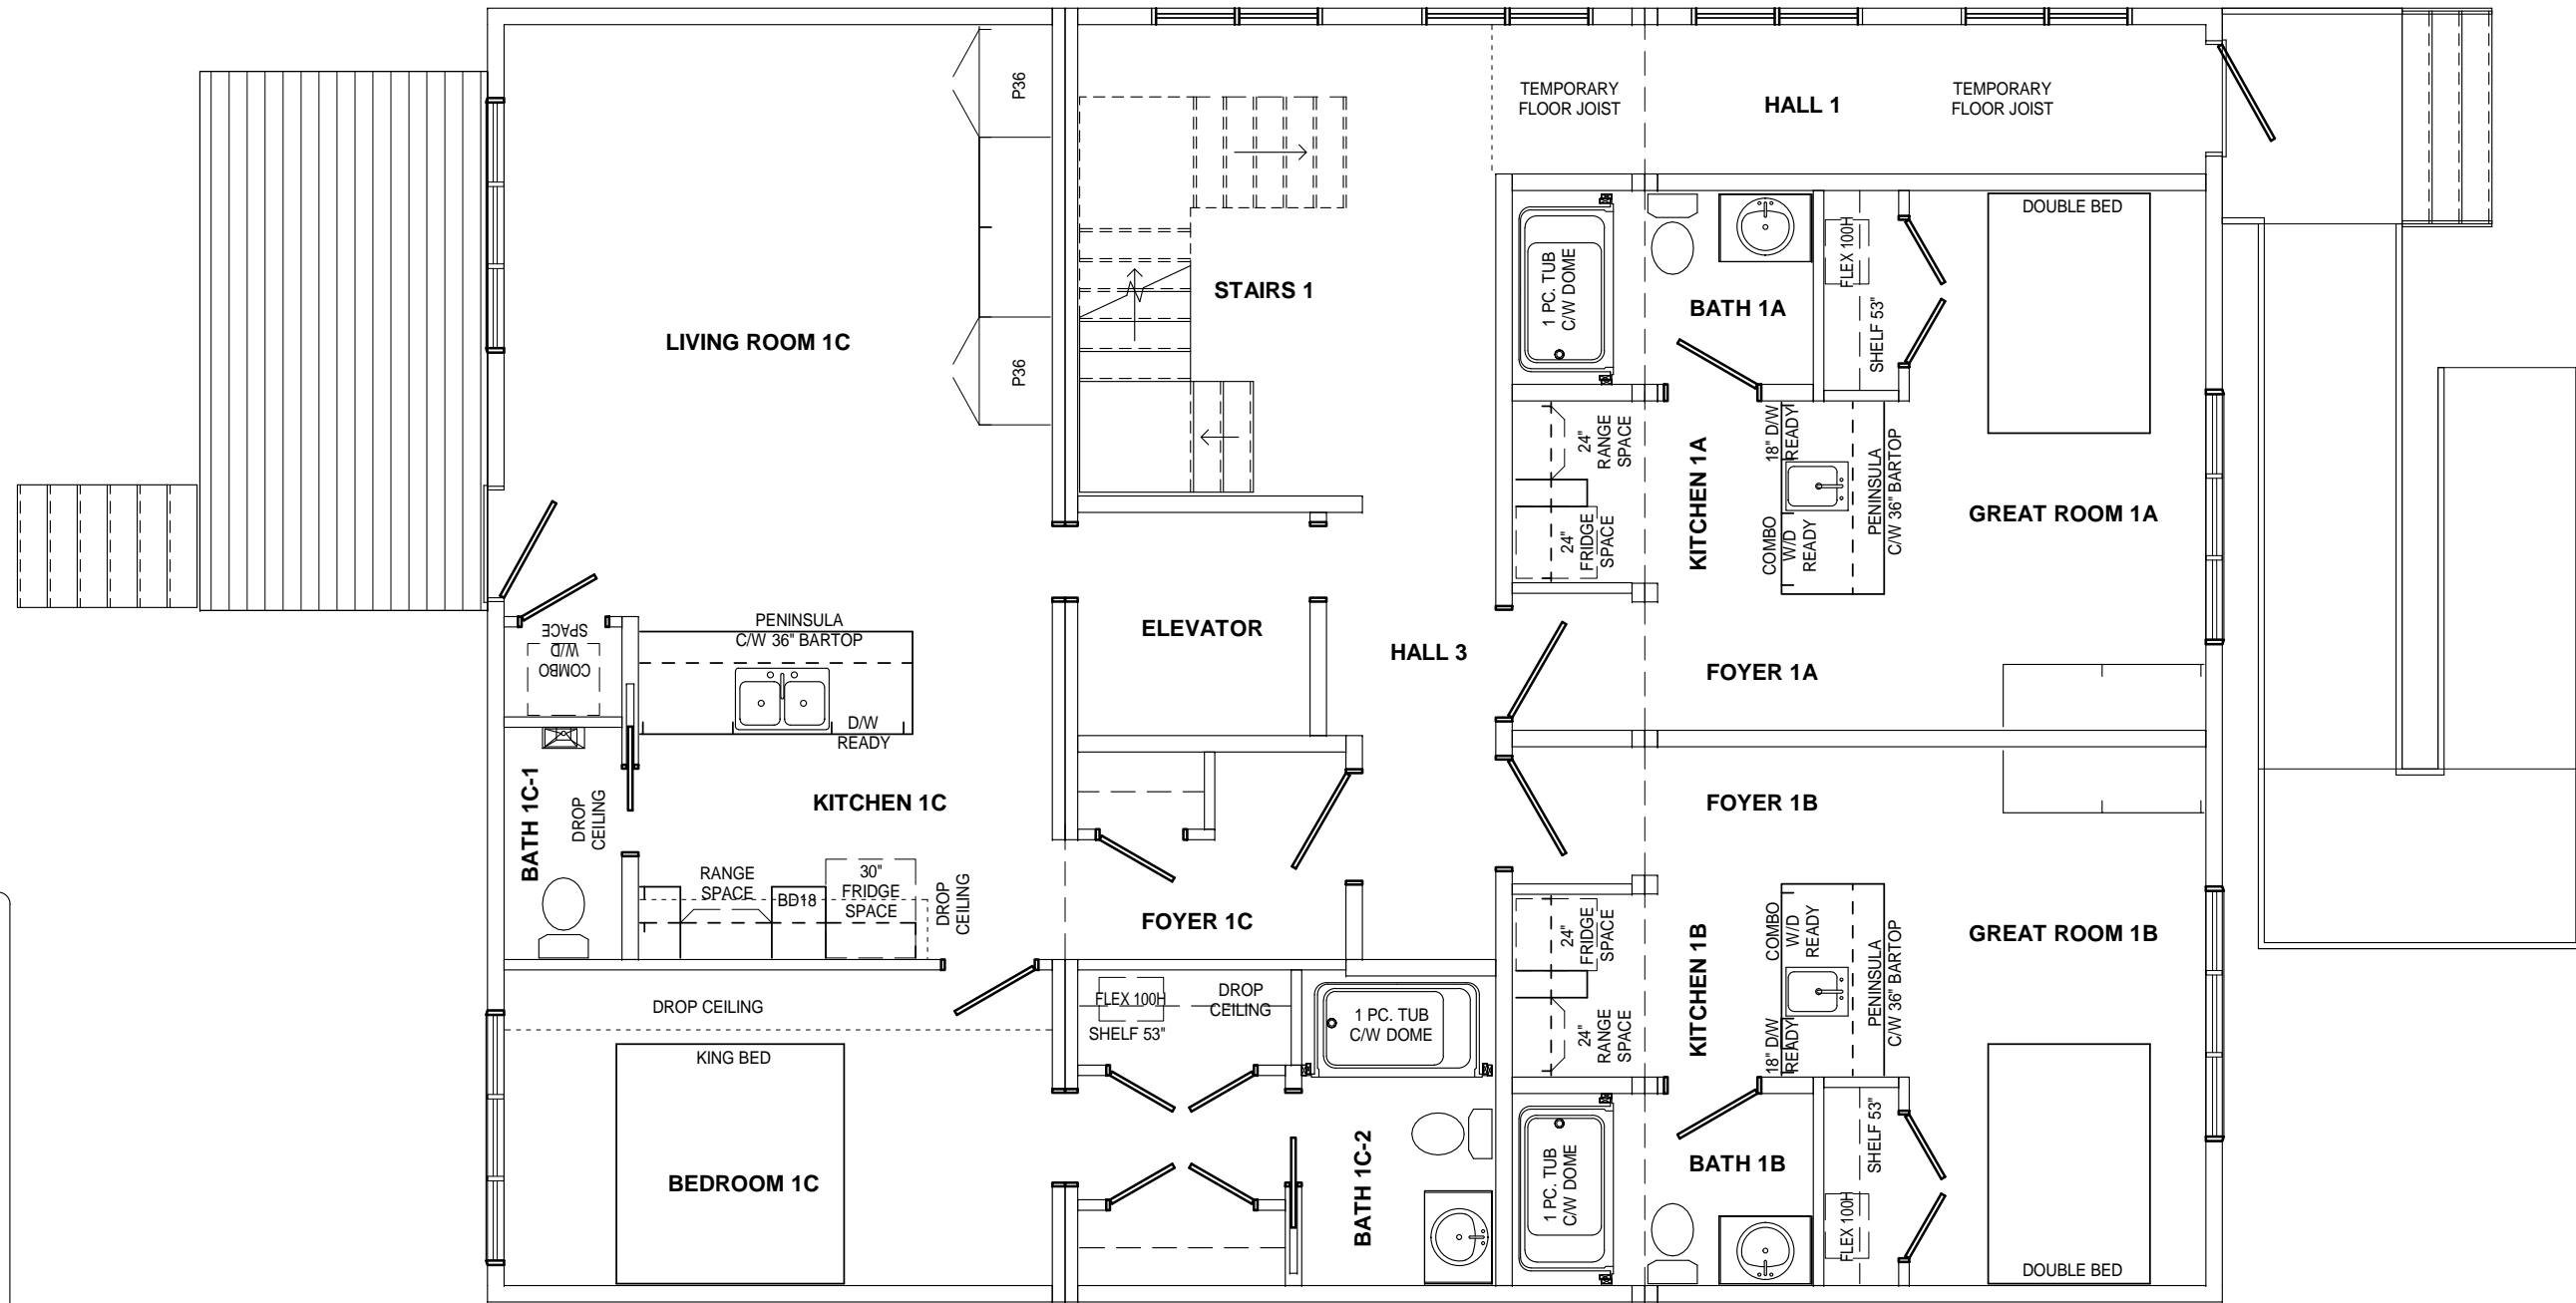 P36
TEMPORARY
FLOOR JOIST
HALL 1
TEMPORARY
FLOOR JOIST
DOUBLE BED
1 PC. TUB
C/W DOME
FLEX 100H
STAIRS 1
BATH 1A
SHELF 53"
LIVING ROOM 1C
P36
24"
RANGE
SPACE
KITCHEN 1A
18" D/W
READY
PENINSULA
C/W 36" BARTOP
GREAT ROOM 1A
24"
FRIDGE
SPACE
COMBO
W/D
READY
COMBO
W/D
SPACE
PENINSULA
C/W 36" BARTOP
ELEVATOR
HALL 3
FOYER 1A
D/W
READY
BATH 1C-1
DROP
CEILING
KITCHEN 1C
FOYER 1B
RANGE
SPACE
BD18
30"
FRIDGE
SPACE
DROP
CEILING
FOYER 1C
24"
FRIDGE
SPACE
KITCHEN 1B
COMBO
W/D
READY
PENINSULA
C/W 36" BARTOP
GREAT ROOM 1B
DROP CEILING
FLEX 100H
SHELF 53"
DROP
CEILING
1 PC. TUB
C/W DOME
24"
RANGE
SPACE
18" D/W
READY
KING BED
BEDROOM 1C
BATH 1C-2
1 PC. TUB
C/W DOME
BATH 1B
SHELF 53"
FLEX 100H
DOUBLE BED